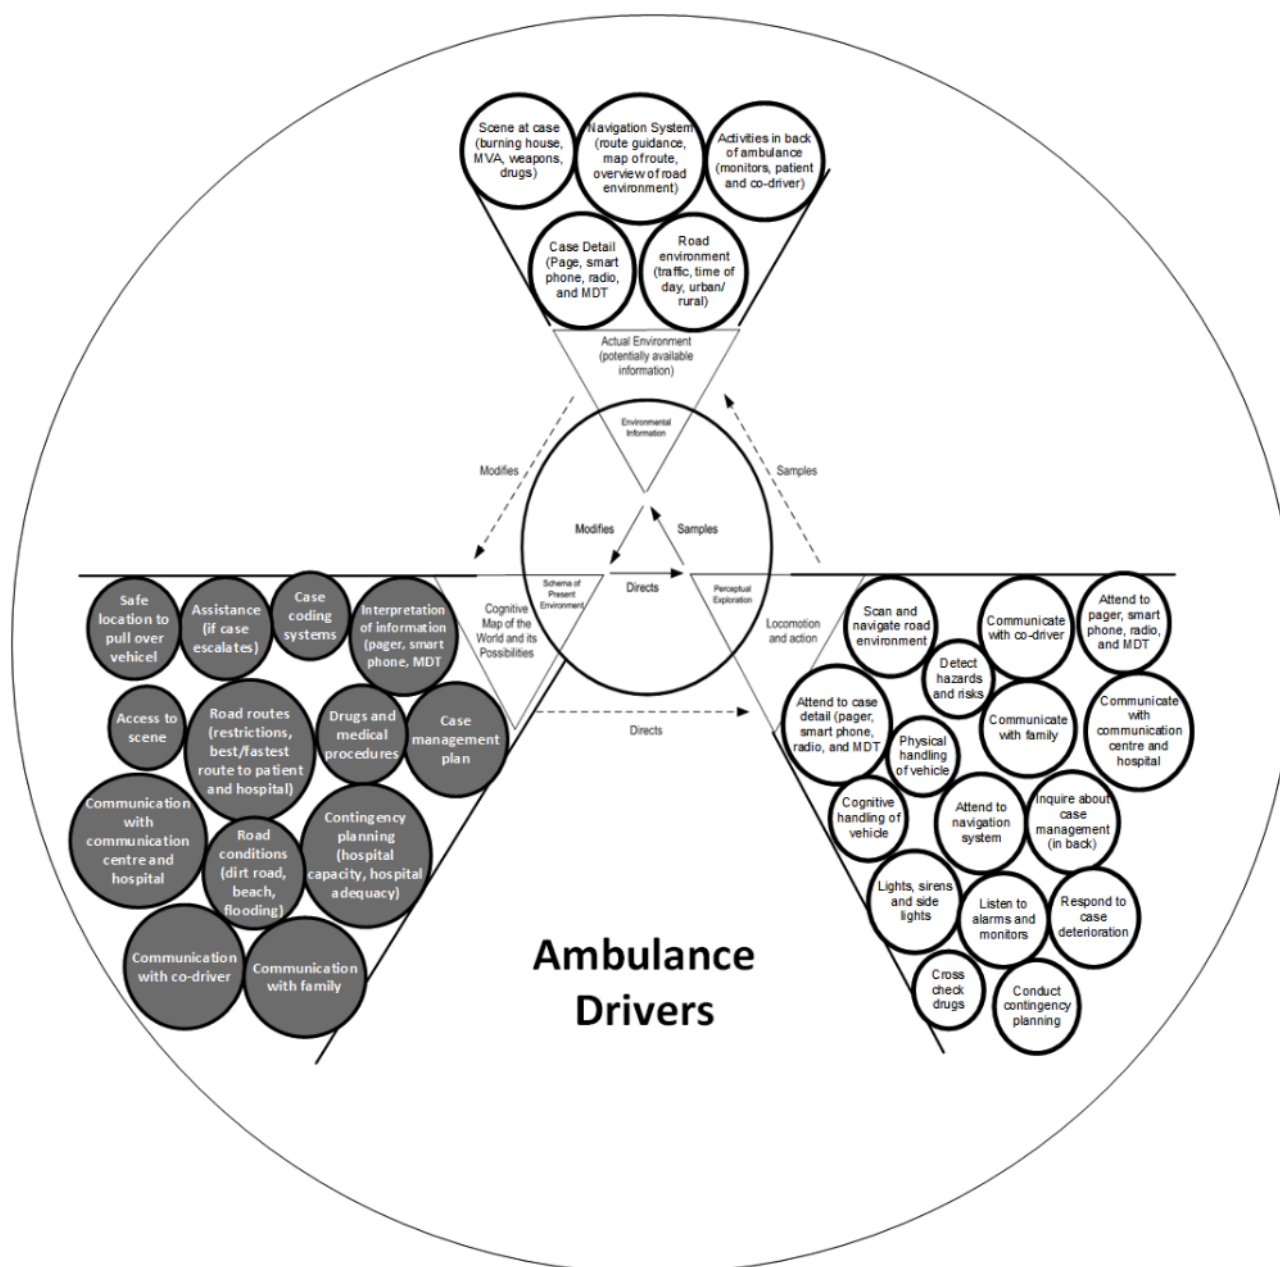 Scene at case
(burning house,
MVA, weapons,
drugs)
Navigation System
(route guidance,
map of route,
overview of road
environment)
Activities in back
of ambulance
(monitors, patient
and co-driver)
Case Detail
(Page, smart
phone, radio,
and MDT
Road
environment
(traffic, time of
day, urban/
rural)
Actual Environment
(potentially available
information)
Environmental
Information
Modifies
Samples
Modifies
Samples
Directs
Schema of
Present
Environment
Perceptual
Exploration
Cognitive
Map of the
World and its
Possibilities
Locomotion
and action
Directs
Safe
location to
pull over
vehicel
Assistance
(if case
escalates)
Case
coding
systems
Interpretation
of information
(pager, smart
phone, MDT)
Access to
scene
Road routes
(restrictions,
best/fastest
route to patient
and hospital)
Drugs and
medical
procedures
Case
management
plan
Communication
with
communication
centre and
hospital
Road
conditions
(dirt road,
beach,
flooding)
Contingency
planning
(hospital
capacity, hospital
adequacy)
Communication
with co-driver
Communication
with family
Scan and
navigate road
environment
Communicate
with co-driver
Attend to
pager, smart
phone, radio,
and MDT
Detect
hazards
and risks
Attend to case
detail (pager,
smart phone,
radio, and MDT
Physical
handling
of vehicle
Communicate
with family
Communicate
with
communication
centre and
hospital
Cognitive
handling of
vehicle
Attend to
navigation
system
Inquire about
case
management
(in back)
Lights, sirens
and side
lights
Listen to
alarms and
monitors
Respond to
case
deterioration
Cross
check
drugs
Conduct
contingency
planning
Ambulance
Drivers